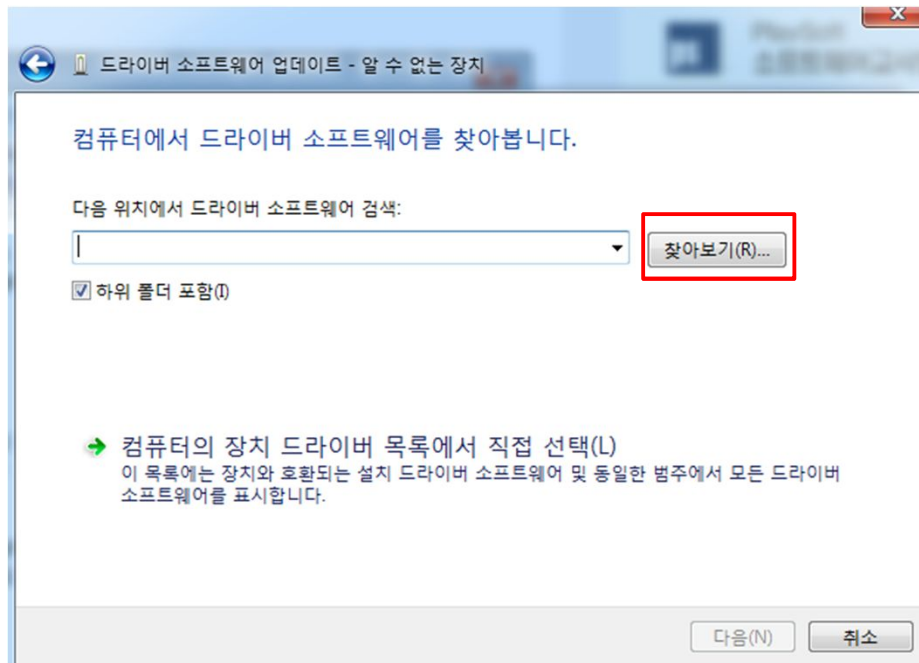 드라이버 소프트웨어 업데이트 - 알 수 없는 장치
컴퓨터에서 드라이버 소프트웨어를 찾아봅니다.
다음 위치에서 드라이버 소프트웨어 검색:
찾아보기(R)...
하위 폴더 포함(I)
컴퓨터의 장치 드라이버 목록에서 직접 선택(L)
이 목록에는 장치와 호환되는 설치 드라이버 소프트웨어 및 동일한 범주에서 모든 드라이버
소프트웨어를 표시합니다.
다음(N) 취소